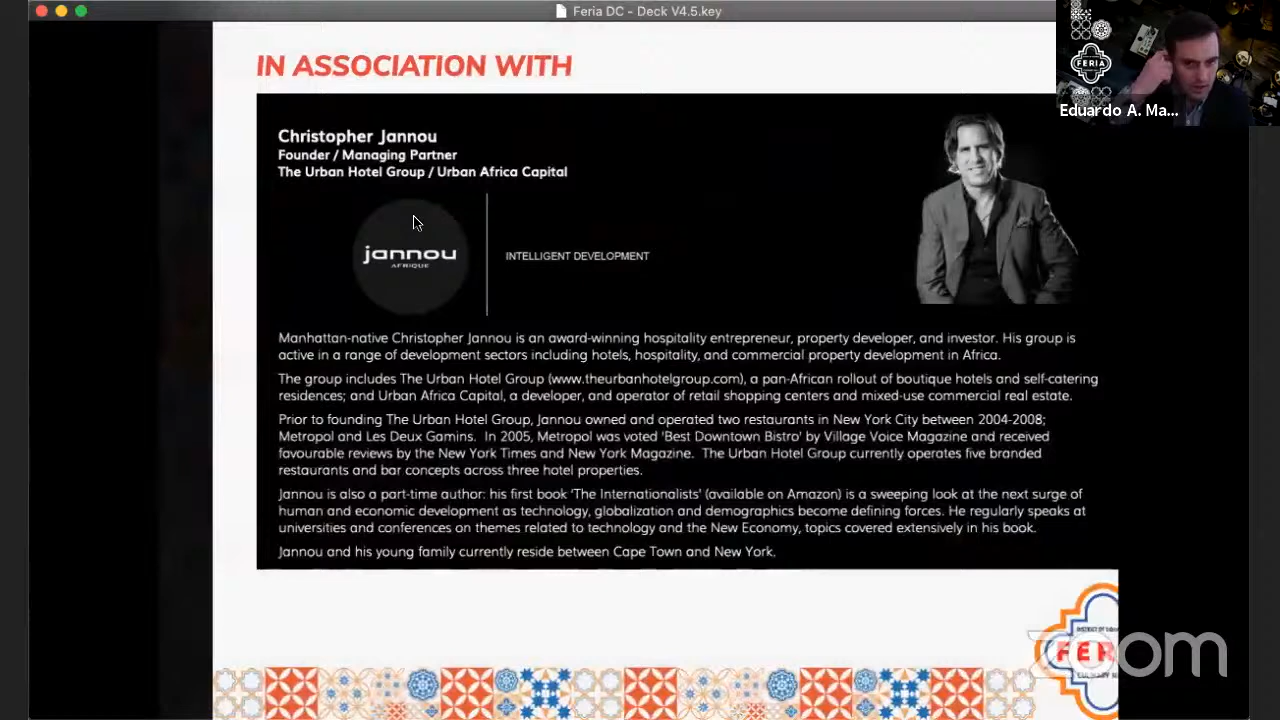 Feria DC - Deck V4.5.key
IN ASSOCIATION WITH
FERIA
Eduardo A. Ma...
Christopher Jannou
Founder / Managing Partner
The Urban Hotel Group / Urban Africa Capital
jannou
AFRIQUE
INTELLIGENT DEVELOPMENT
Manhattan-native Christopher Jannou is an award-winning hospitality entrepreneur, property developer, and investor. His group is
active in a range of development sectors including hotels, hospitality, and commercial property development in Africa.
The group includes The Urban Hotel Group (www.theurbanhotelgroup.com), a pan-African rollout of boutique hotels and self-catering
residences; and Urban Africa Capital, a developer, and operator of retail shopping centers and mixed-use commercial real estate.
Prior to founding The Urban Hotel Group, Jannou owned and operated two restaurants in New York City between 2004-2008;
Metropol and Les Deux Gamins. In 2005, Metropol was voted 'Best Downtown Bistro' by Village Voice Magazine and received
favourable reviews by the New York Times and New York Magazine. The Urban Hotel Group currently operates five branded
restaurants and bar concepts across three hotel properties.
Jannou is also a part-time author: his first book 'The Internationalists' (available on Amazon) is a sweeping look at the next surge of
human and economic development as technology, globalization and demographics become defining forces. He regularly speaks at
universities and conferences on themes related to technology and the New Economy, topics covered extensively in his book.
Jannou and his young family currently reside between Cape Town and New York.
FER
zoom